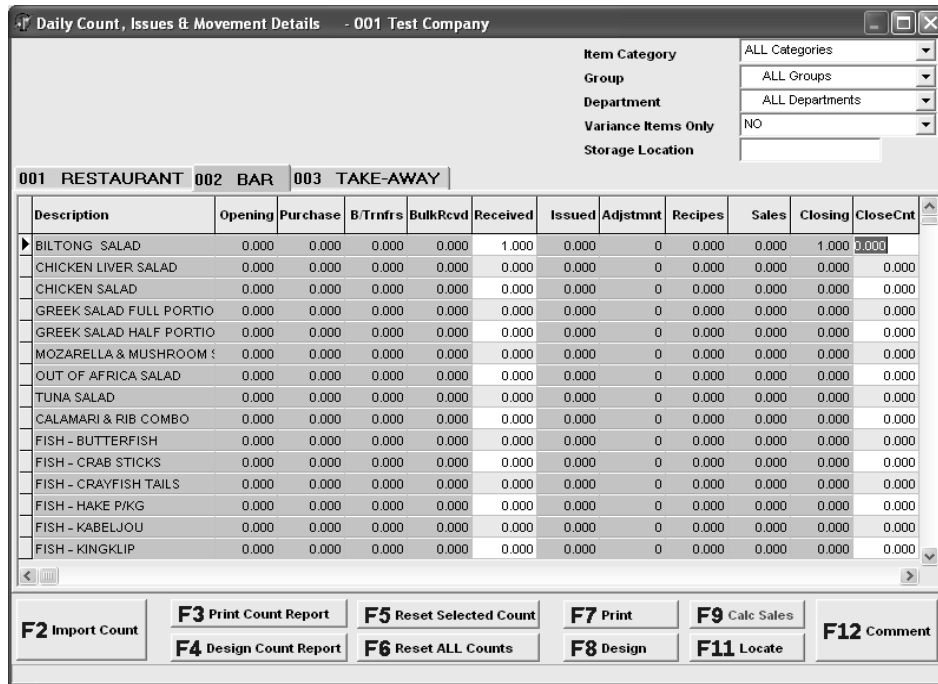 Daily Count, Issues & Movement Details - 001 Test Company
Item Category ALL Categories
Group ALL Groups
Department ALL Departments
Variance Items Only NO
Storage Location
001 RESTAURANT 002 BAR 003 TAKE-AWAY
Description Opening Purchase B/Trnfrs BulkRcvd Received Issued Adjstmnt Recipes Sales Closing CloseCnt
BILTONG SALAD 0.000 0.000 0.000 0.000 1.000 0.000 0 0.000 0.000 1.000 0.000
CHICKEN LIVER SALAD 0.000 0.000 0.000 0.000 0.000 0.000 0 0.000 0.000 0.000 0.000
CHICKEN SALAD 0.000 0.000 0.000 0.000 0.000 0.000 0 0.000 0.000 0.000 0.000
GREEK SALAD FULL PORTIO 0.000 0.000 0.000 0.000 0.000 0.000 0 0.000 0.000 0.000 0.000
GREEK SALAD HALF PORTIO 0.000 0.000 0.000 0.000 0.000 0.000 0 0.000 0.000 0.000 0.000
MOZARELLA & MUSHROOM 0.000 0.000 0.000 0.000 0.000 0.000 0 0.000 0.000 0.000 0.000
OUT OF AFRICA SALAD 0.000 0.000 0.000 0.000 0.000 0.000 0 0.000 0.000 0.000 0.000
TUNA SALAD 0.000 0.000 0.000 0.000 0.000 0.000 0 0.000 0.000 0.000 0.000
CALAMARI & RIB COMBO 0.000 0.000 0.000 0.000 0.000 0.000 0 0.000 0.000 0.000 0.000
FISH - BUTTERFISH 0.000 0.000 0.000 0.000 0.000 0.000 0 0.000 0.000 0.000 0.000
FISH - CRAB STICKS 0.000 0.000 0.000 0.000 0.000 0.000 0 0.000 0.000 0.000 0.000
FISH - CRAYFISH TAILS 0.000 0.000 0.000 0.000 0.000 0.000 0 0.000 0.000 0.000 0.000
FISH - HAKE P/KG 0.000 0.000 0.000 0.000 0.000 0.000 0 0.000 0.000 0.000 0.000
FISH - KABELJOU 0.000 0.000 0.000 0.000 0.000 0.000 0 0.000 0.000 0.000 0.000
FISH - KINGKLIP 0.000 0.000 0.000 0.000 0.000 0.000 0 0.000 0.000 0.000 0.000
F2 Import Count F3 Print Count Report F5 Reset Selected Count F7 Print F9 Calc Sales F12 Comment
F4 Design Count Report F6 Reset ALL Counts F8 Design F11 Locate